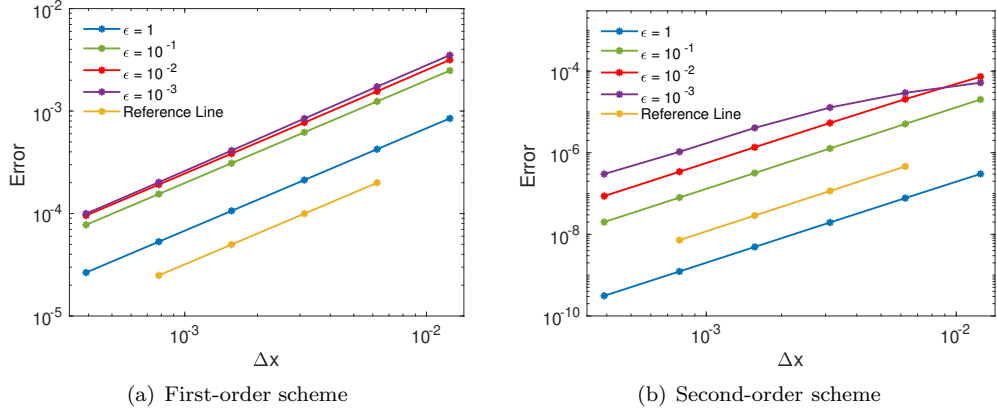 10^-2
10^-3
10^-4
10^-5
Error
ϵ = 1
ϵ = 10^-1
ϵ = 10^-2
ϵ = 10^-3
Reference Line
10^-3
10^-2
Δx
(a) First-order scheme
10^-4
10^-6
10^-8
10^-10
Error
ϵ = 1
ϵ = 10^-1
ϵ = 10^-2
ϵ = 10^-3
Reference Line
10^-3
10^-2
Δx
(b) Second-order scheme